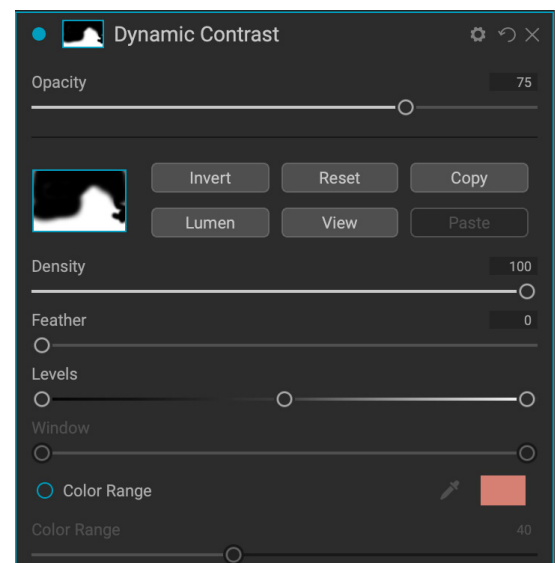 Dynamic Contrast
Opacity 75
Invert Reset Copy
Lumen View Paste
Density 100
Feather 0
Levels
Window
Color Range
Color Range 40